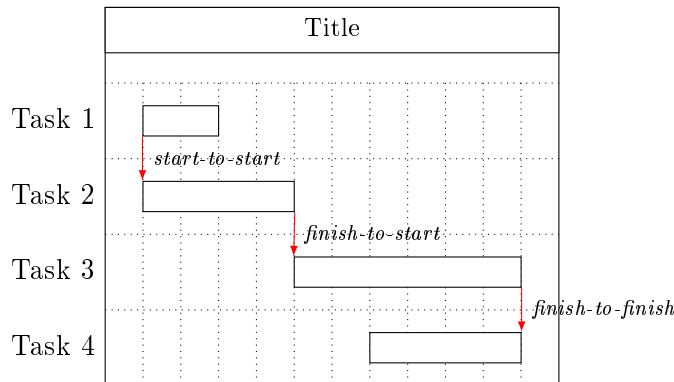 Title
Task 1
start-to-start
Task 2
finish-to-start
Task 3
finish-to-finish
Task 4